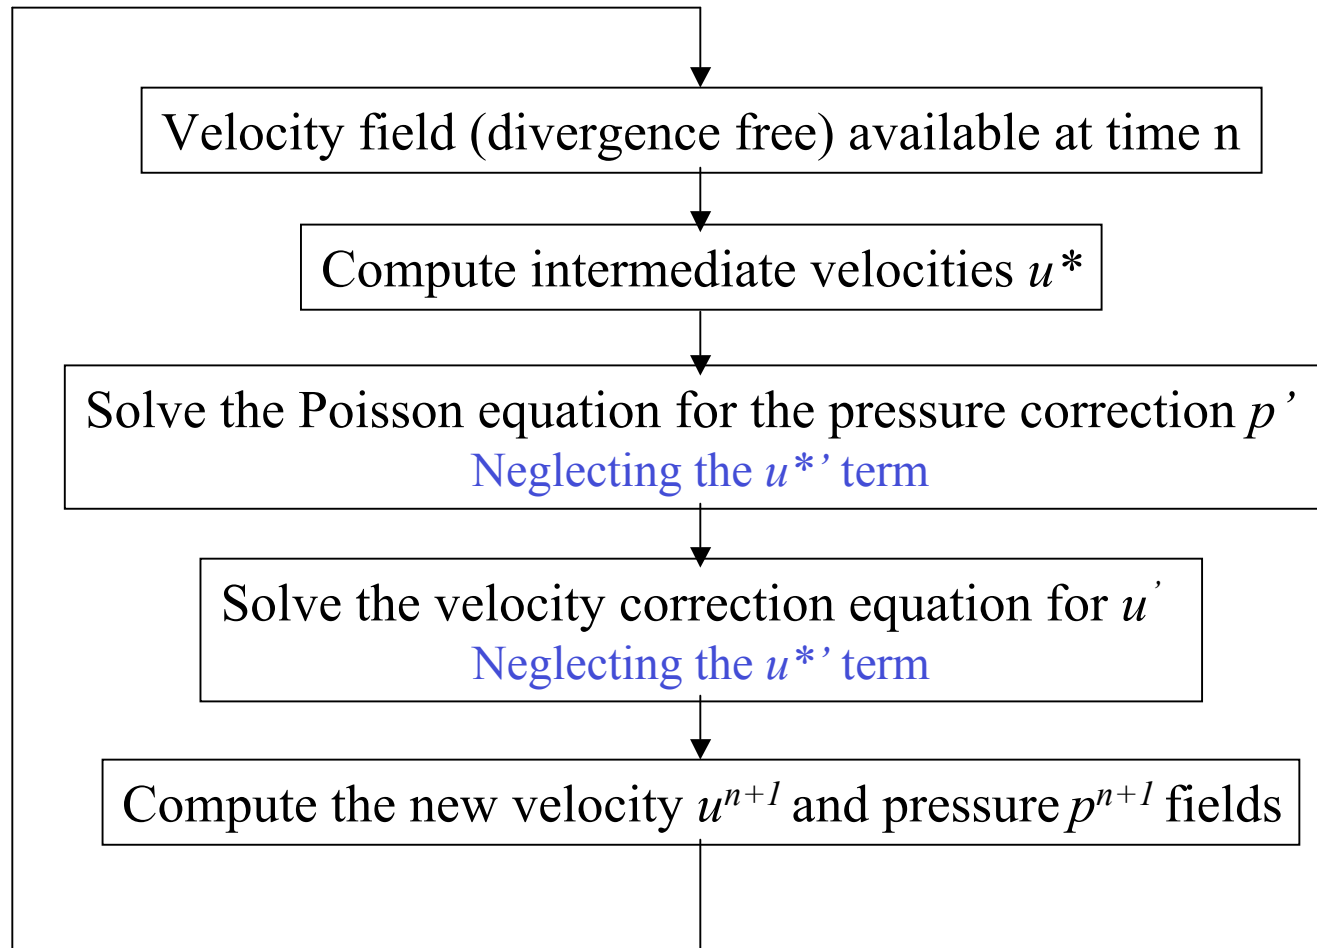 Velocity field (divergence free) available at time n
Compute intermediate velocities u*
Solve the Poisson equation for the pressure correction p’
Neglecting the u*’ term
Solve the velocity correction equation for u’
Neglecting the u*’ term
Compute the new velocity uⁿ⁺¹ and pressure pⁿ⁺¹ fields